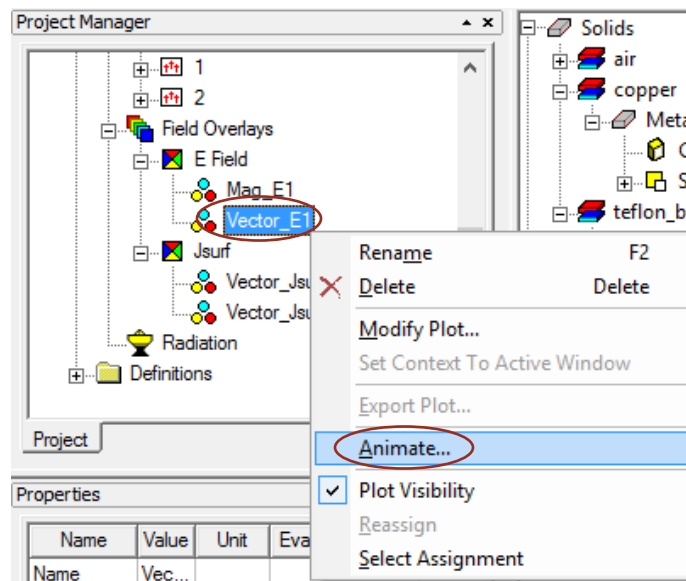 Project Manager
1
2
Field Overlays
E Field
Mag_E1
Vector_E1
Jsurf
Vector_Jsu
Vector_Jsu
Radiation
Definitions
Project
Properties
Name Value Unit Eva
Name Vec...
Solids
air
copper
Meta
teflon_b
Rename F2
Delete Delete
Modify Plot...
Set Context To Active Window
Export Plot...
Animate...
Plot Visibility
Reassign
Select Assignment